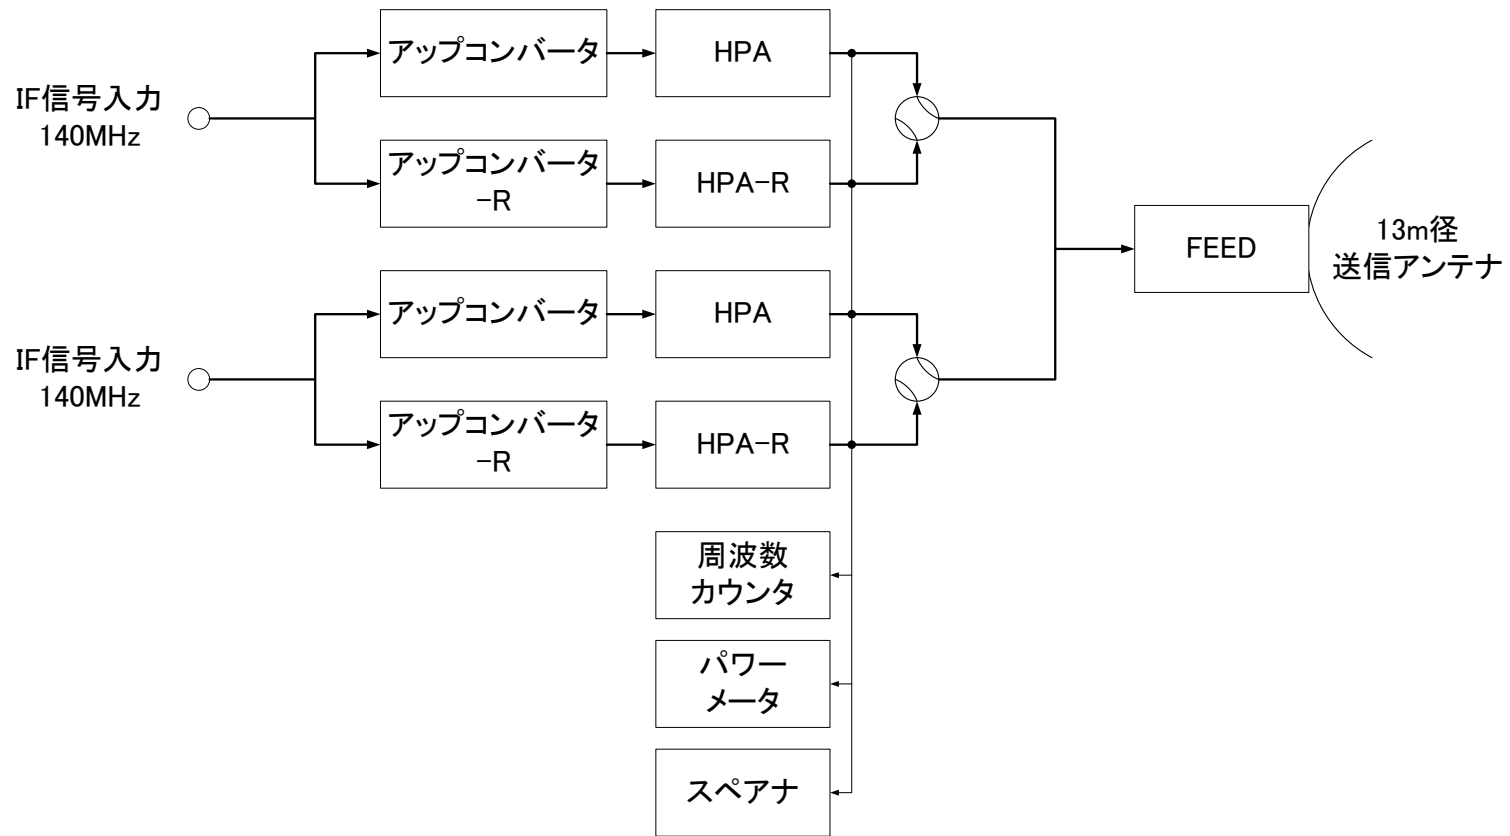 アップコンバータ
HPA
IF信号入力
140MHz
アップコンバータ
-R
HPA-R
13m径
送信アンテナ
FEED
アップコンバータ
HPA
IF信号入力
140MHz
アップコンバータ
-R
HPA-R
周波数
カウンタ
パワー
メータ
スペアナ